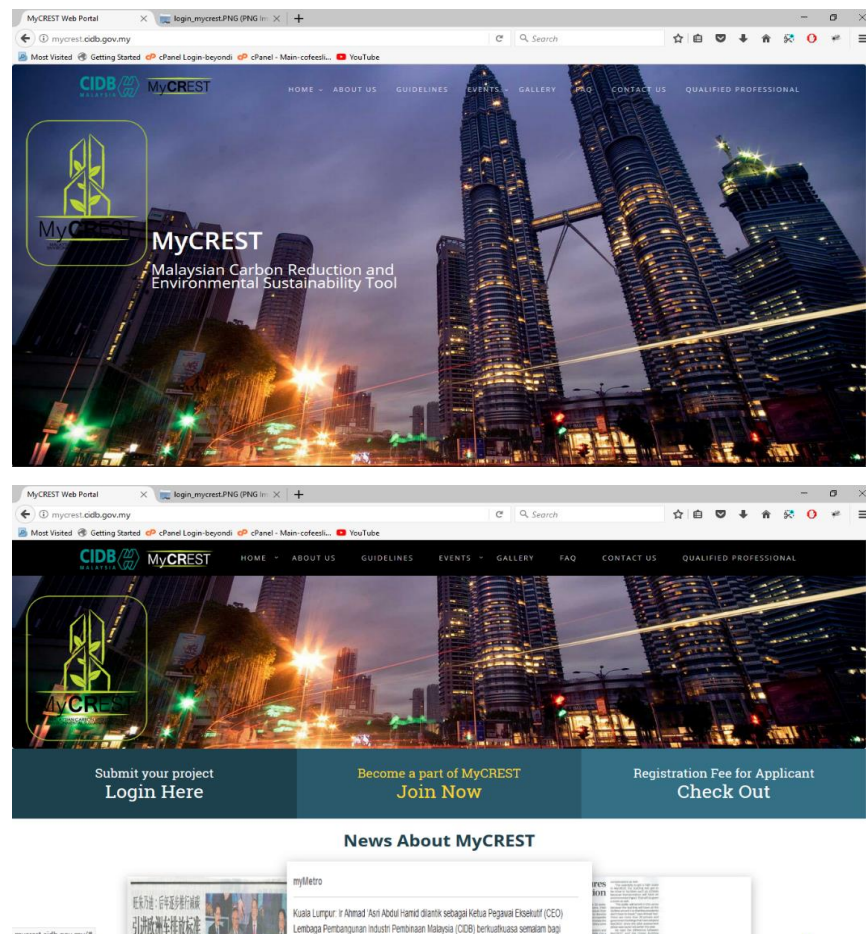 MyCREST Web Portal
login_mycrest.PNG (PNG Im
mycrest.cidb.gov.my
Search
Most Visited
Getting Started
cPanel Login-beyondi
cPanel - Main-cofeesli...
YouTube
CIDB
MALAYSIA
MyCREST
HOME
ABOUT US
GUIDELINES
EVENTS
GALLERY
FAQ
CONTACT US
QUALIFIED PROFESSIONAL
MyCREST
MyCREST
Malaysian Carbon Reduction and
Environmental Sustainability Tool
MyCREST Web Portal
login_mycrest.PNG (PNG Im
mycrest.cidb.gov.my
Search
Most Visited
Getting Started
cPanel Login-beyondi
cPanel - Main-cofeesli...
YouTube
CIDB
MALAYSIA
MyCREST
HOME
ABOUT US
GUIDELINES
EVENTS
GALLERY
FAQ
CONTACT US
QUALIFIED PROFESSIONAL
MyCREST
Submit your project
Login Here
Become a part of MyCREST
Join Now
Registration Fee for Applicant
Check Out
News About MyCREST
myMetro
Kuala Lumpur: Ir Ahmad 'Asri Abdul Hamid dilantik sebagai Ketua Pegawai Eksekutif (CEO)
Lembaga Pembangunan Industri Pembinaan Malaysia (CIDB) berkuatkuasa semalam bagi